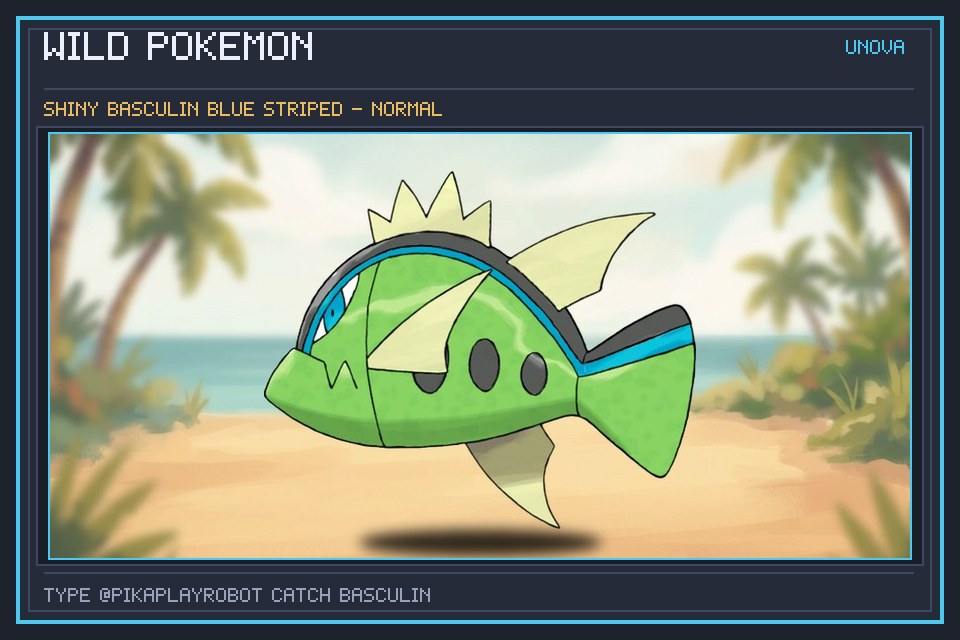 WILD POKEMON
UNOVA
SHINY BASCULIN BLUE STRIPED - NORMAL
TYPE @PIKAPLAYROBOT CATCH BASCULIN